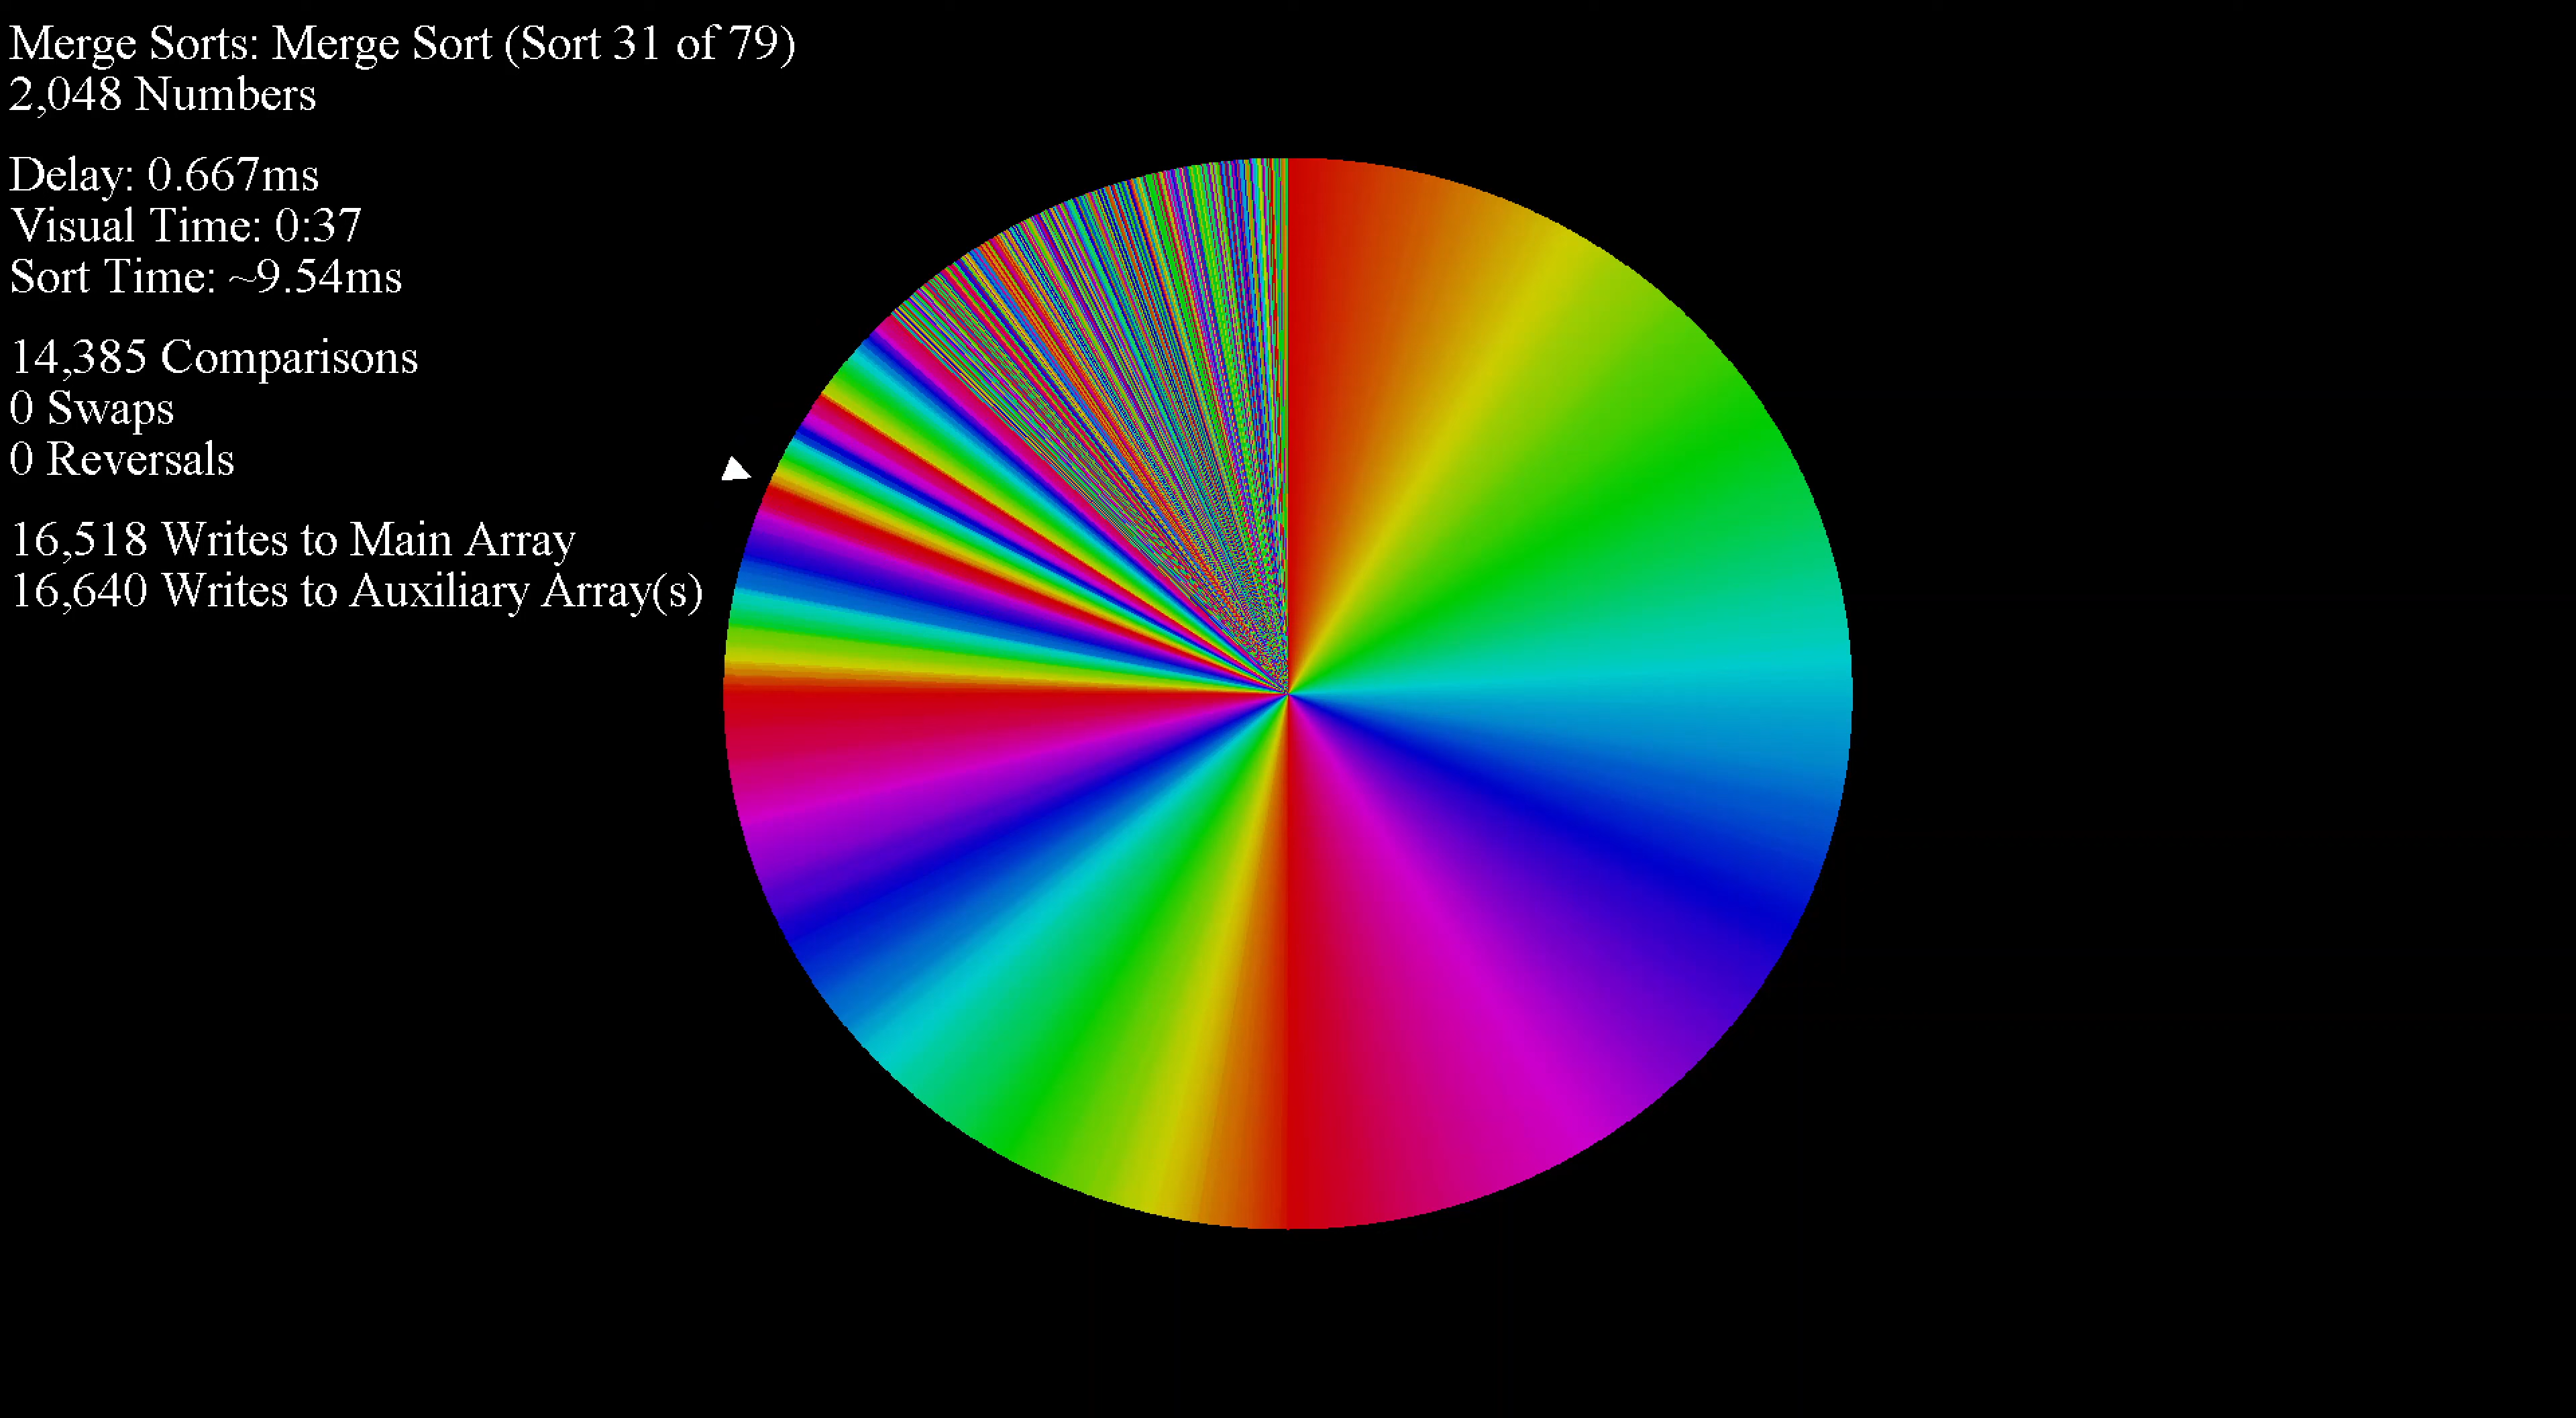 Merge Sorts: Merge Sort (Sort 31 of 79)
2,048 Numbers
Delay: 0.667ms
Visual Time: 0:37
Sort Time: ~9.54ms
14,385 Comparisons
0 Swaps
0 Reversals
16,518 Writes to Main Array
16,640 Writes to Auxiliary Array(s)